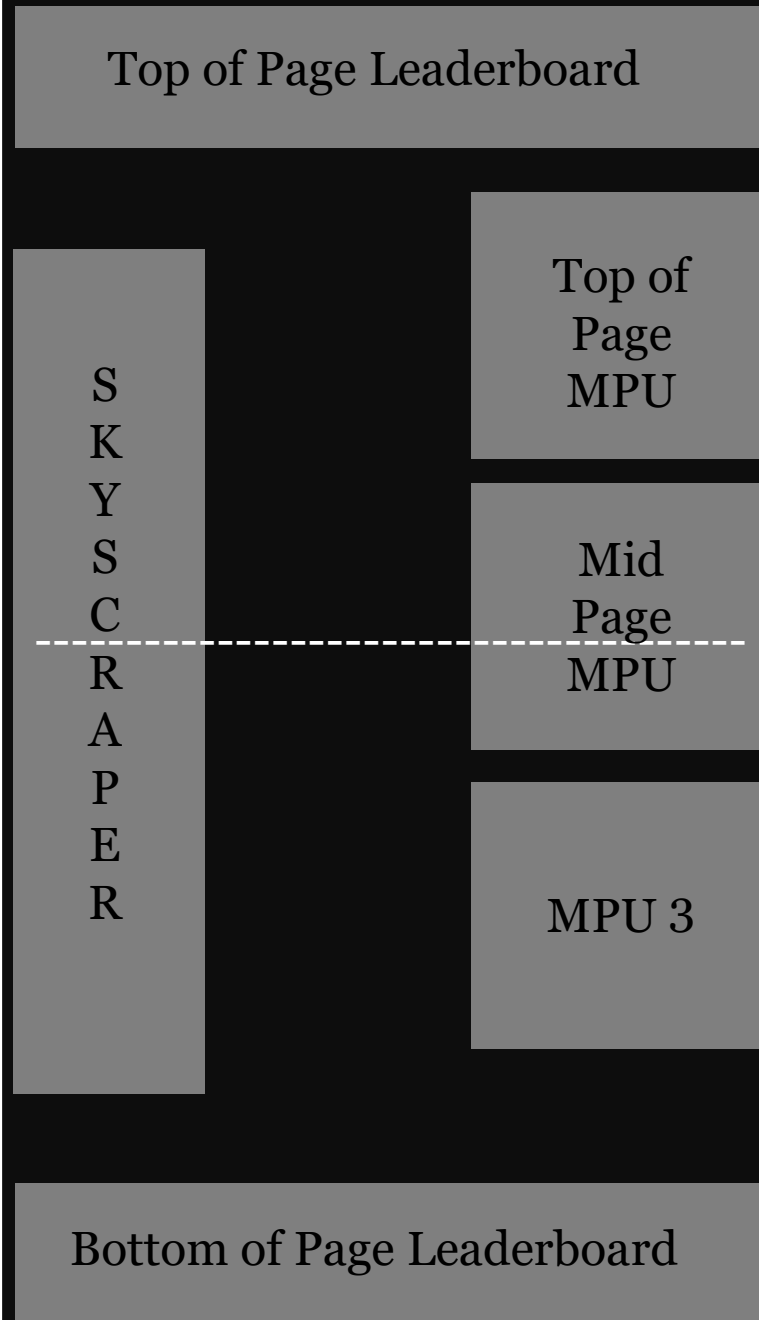 Top of Page Leaderboard
S
K
Y
S
C
R
A
P
E
R
Top of
Page
MPU
Mid
Page
MPU
MPU 3
Bottom of Page Leaderboard